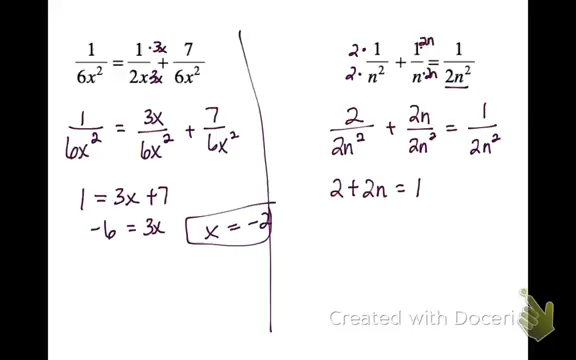 1/6x² = 1 · 3x/2x · 3x + 7/6x²
1/6x² = 3x/6x² + 7/6x²
1 = 3x + 7
-6 = 3x
x = -2
2 · 1/2 · n² + 1 · 2n/n · 2n = 1/2n²
2/2n² + 2n/2n² = 1/2n²
2 + 2n = 1
Created with Doceri